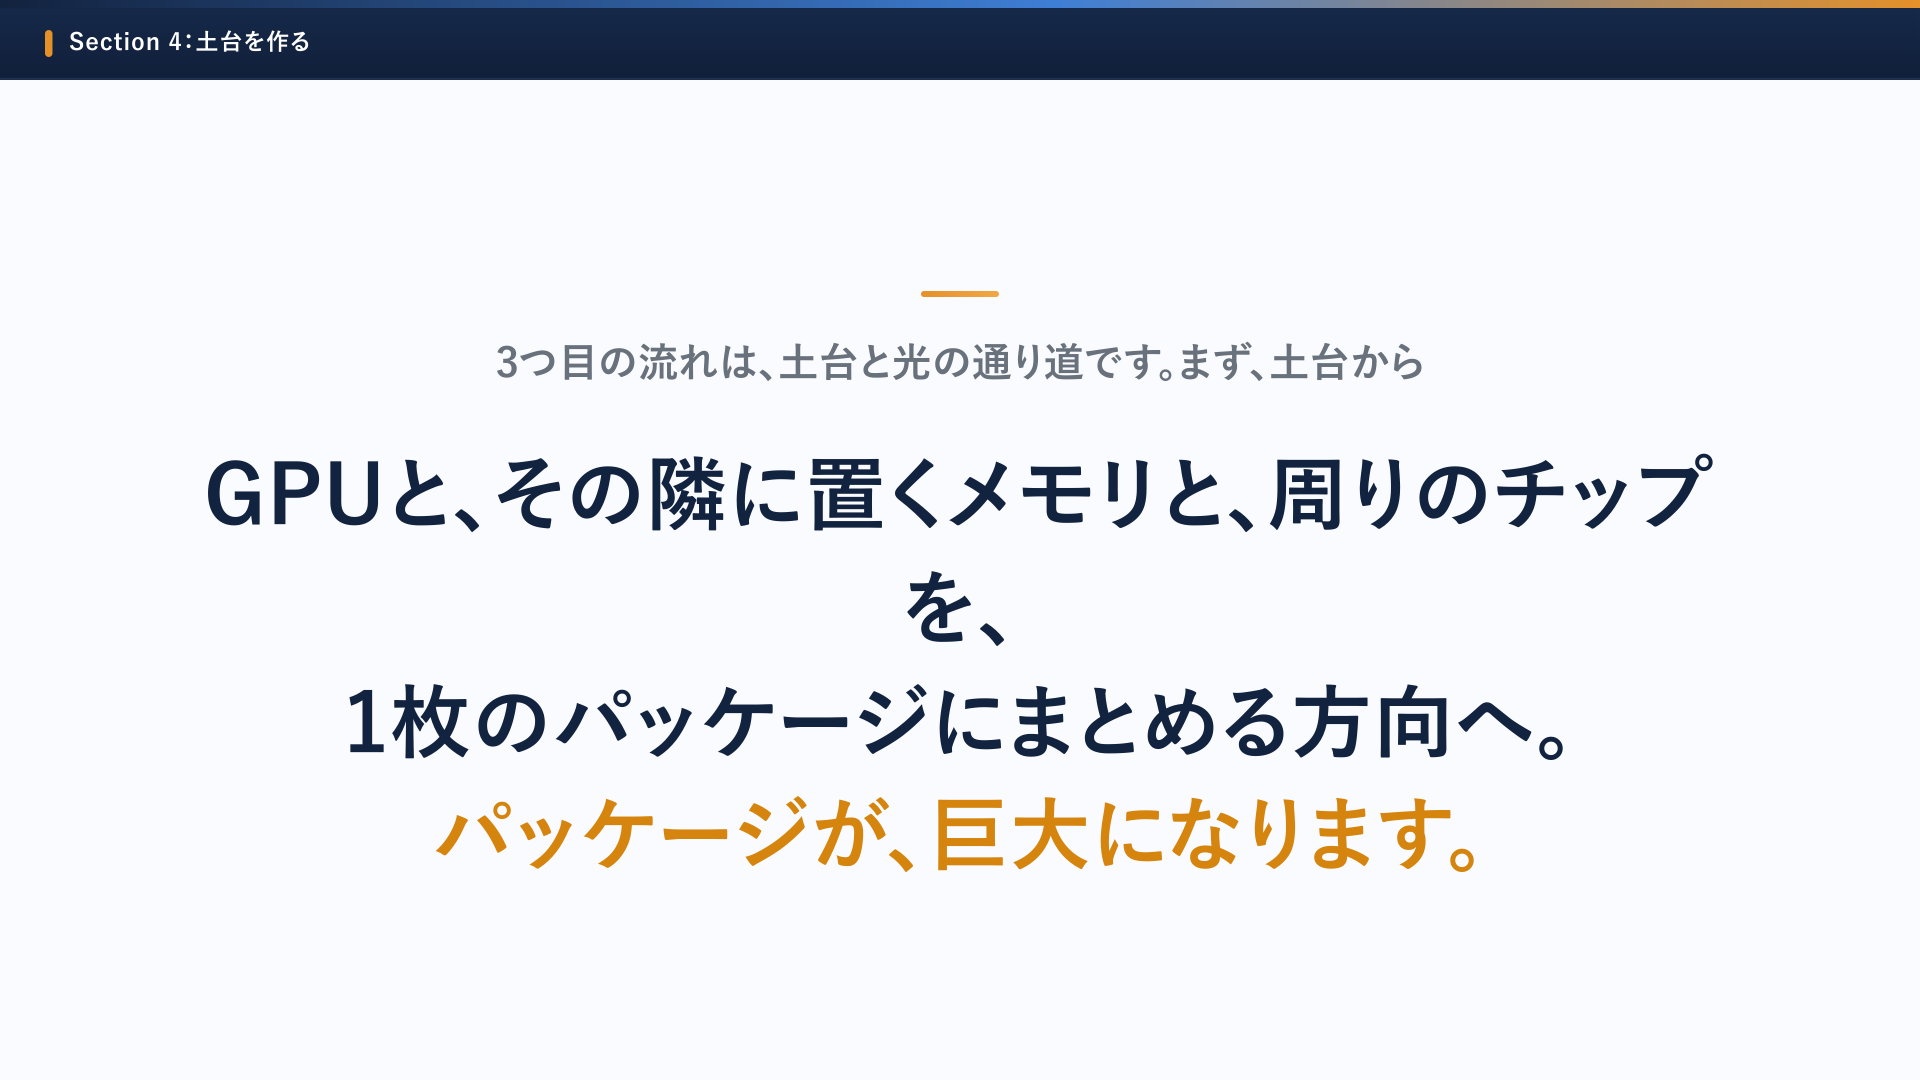 Section 4：土台を作る
3つ目の流れは、土台と光の通り道です。まず、土台から
GPUと、その隣に置くメモリと、周りのチップ
を、
1枚のパッケージにまとめる方向へ。
パッケージが、巨大になります。